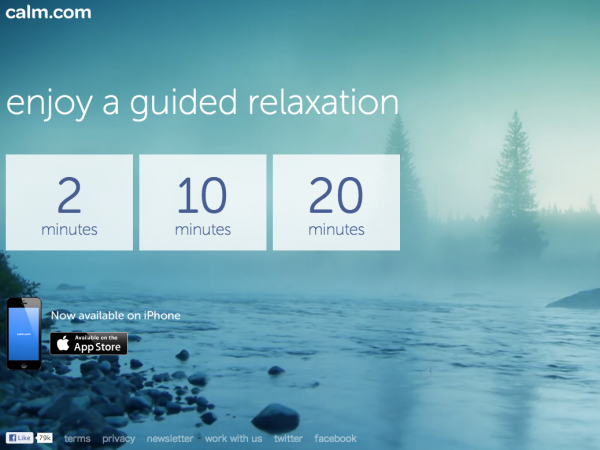 calm.com
enjoy a guided relaxation
2 10 20
minutes minutes minutes
Now available on iPhone
Available on the
App Store
Like 79k terms privacy newsletter work with us twitter facebook